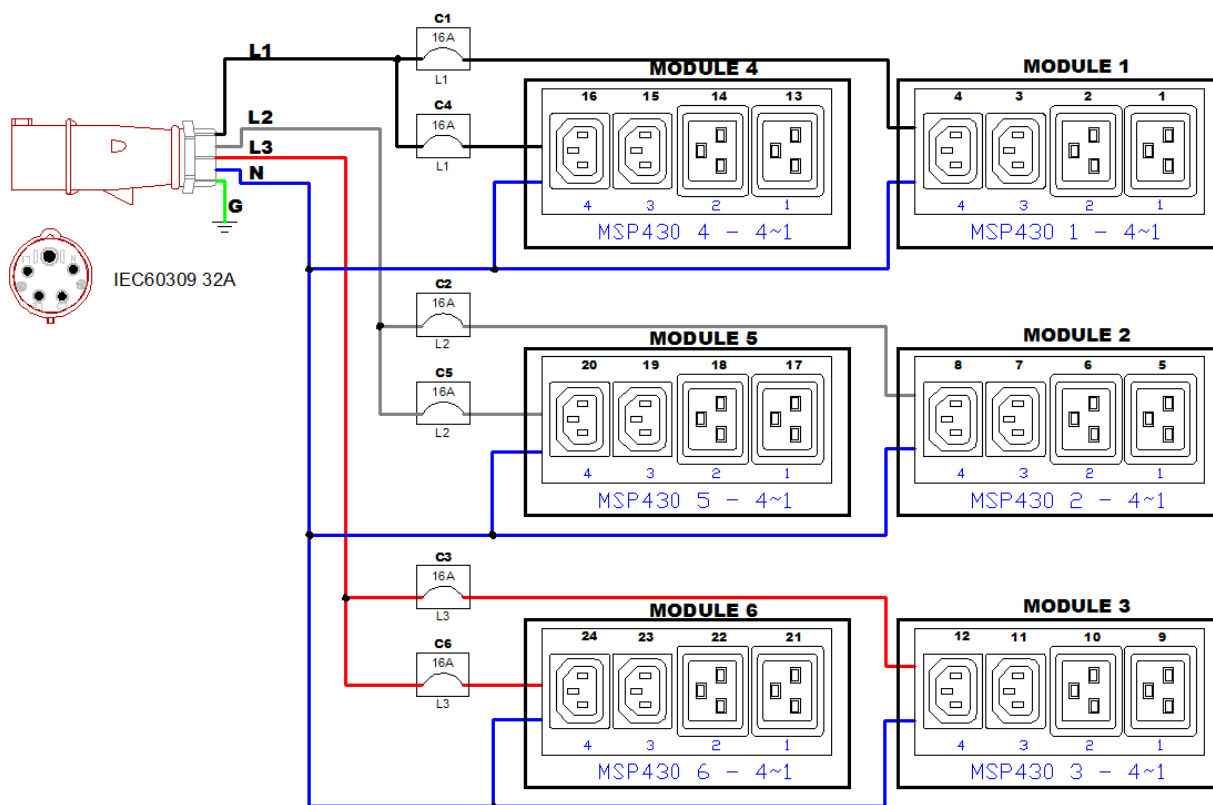 C1
16A
L1
L1
MODULE 4
MODULE 1
16 15 14 13
4 3 2 1
C4
16A
L1
L2
L3
N
G
4 3 2 1
4 3 2 1
MSP430 4 - 4~1
MSP430 1 - 4~1
IEC60309 32A
C2
16A
L2
MODULE 5
MODULE 2
20 19 18 17
8 7 6 5
C5
16A
L2
4 3 2 1
4 3 2 1
MSP430 5 - 4~1
MSP430 2 - 4~1
C3
16A
L3
MODULE 6
MODULE 3
24 23 22 21
12 11 10 9
C6
16A
L3
4 3 2 1
4 3 2 1
MSP430 6 - 4~1
MSP430 3 - 4~1